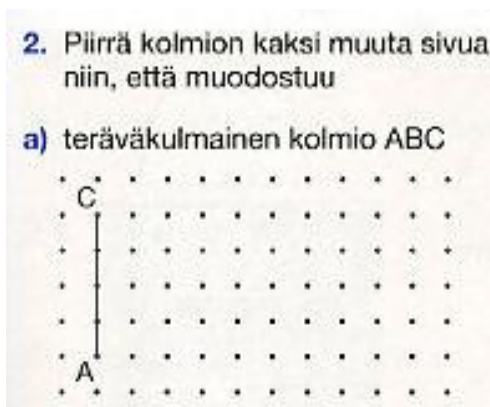 2. Piirrä kolmion kaksi muuta sivua
niin, että muodostuu
a) teräväkulmainen kolmio ABC
C
A